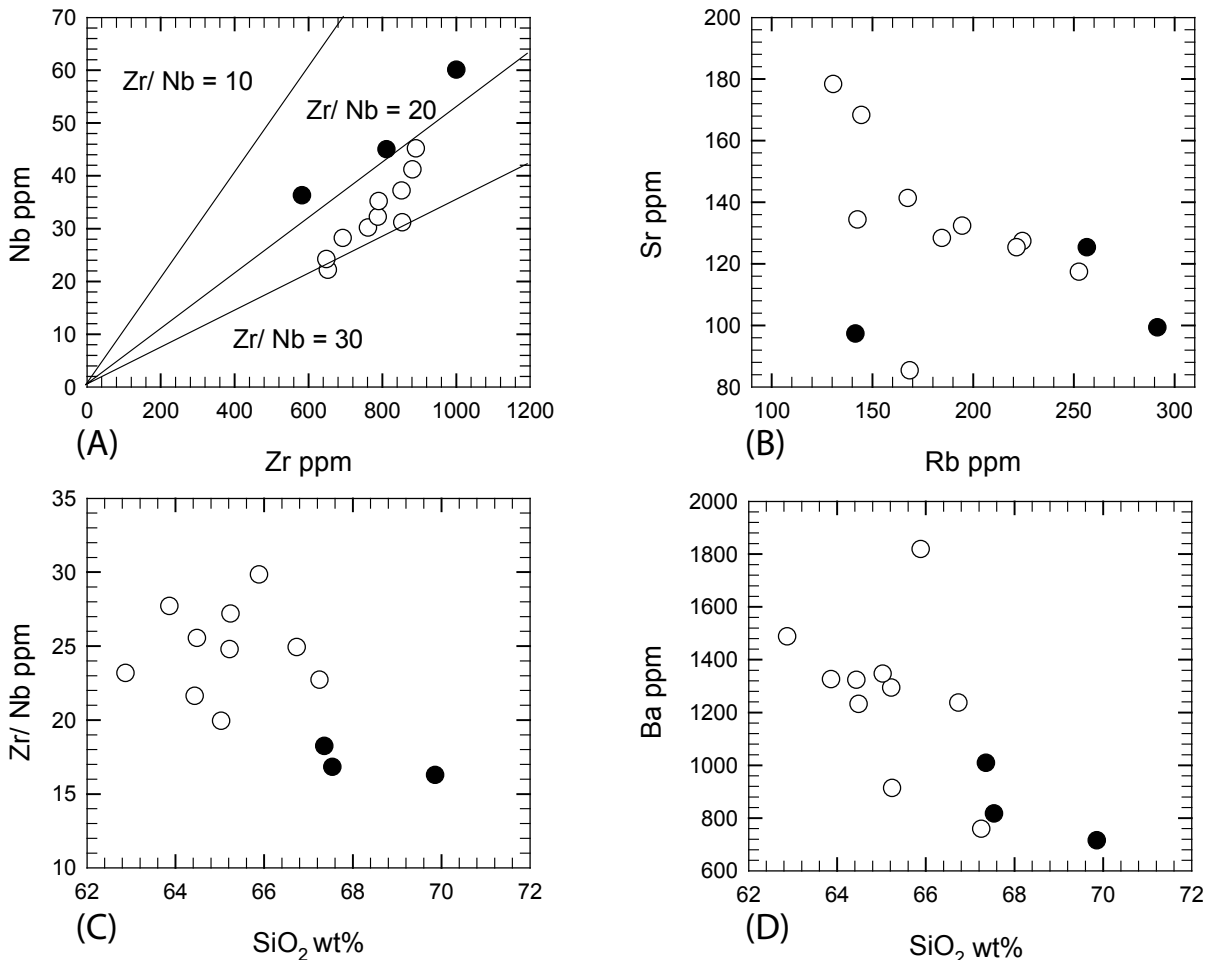 70
60
50
40
30
20
10
0
Nb ppm
Zr/ Nb = 10
Zr/ Nb = 20
Zr/ Nb = 30
0 200 400 600 800 1000 1200
(A)
Zr ppm
200
180
160
140
120
100
80
Sr ppm
100 150 200 250 300
(B)
Rb ppm
35
30
25
20
15
10
Zr/ Nb ppm
62 64 66 68 70 72
(C)
SiO₂ wt%
2000
1800
1600
1400
1200
1000
800
600
Ba ppm
62 64 66 68 70 72
(D)
SiO₂ wt%